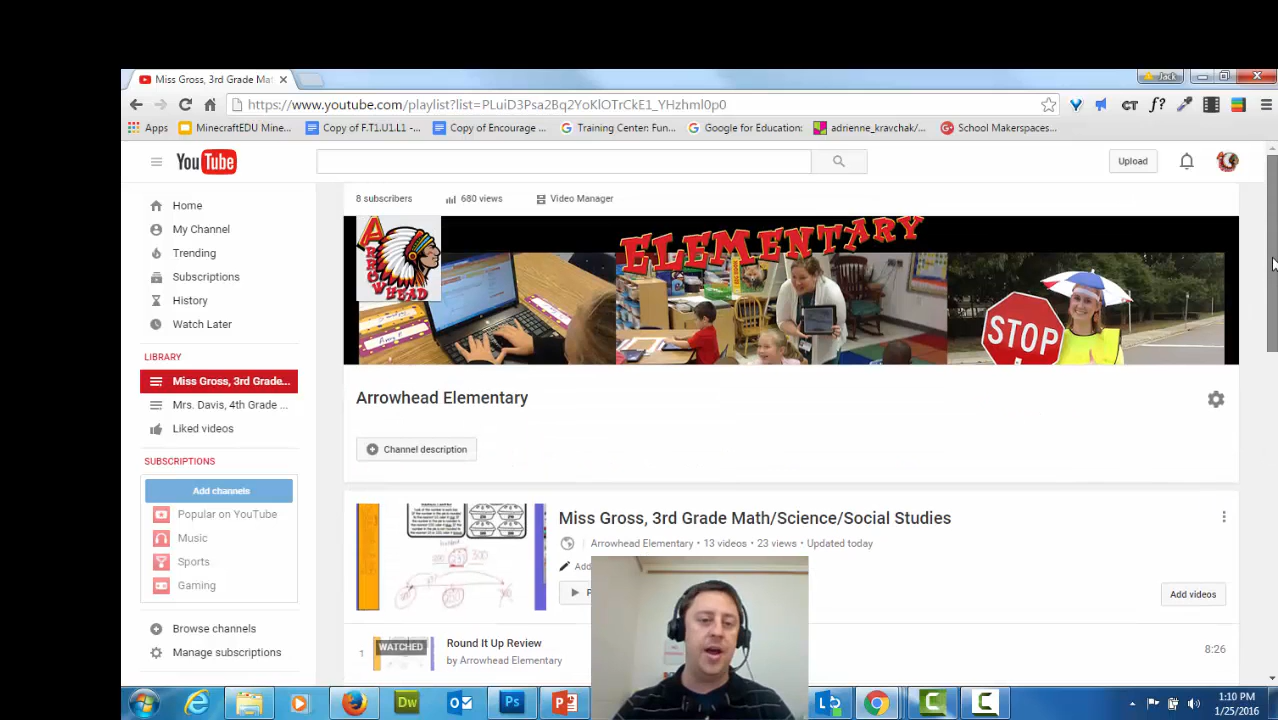 Miss Gross, 3rd Grade Mat
Jack
https://www.youtube.com/playlist?list=PLuiD3Psa2Bq2YoKlOTrCkE1_YHzhml0p0
Apps
MinecraftEDU Mine...
Copy of F.T1.U1.L1 -...
Copy of Encourage ...
Training Center: Fun...
Google for Education:
adrienne_kravchak/...
School Makerspaces...
YouTube
Upload
Home
My Channel
Trending
Subscriptions
History
Watch Later
LIBRARY
Miss Gross, 3rd Grade...
Mrs. Davis, 4th Grade ...
Liked videos
SUBSCRIPTIONS
Add channels
Popular on YouTube
Music
Sports
Gaming
Browse channels
Manage subscriptions
8 subscribers
680 views
Video Manager
ARROWHEAD
ELEMENTARY
STOP
Arrowhead Elementary
Channel description
Miss Gross, 3rd Grade Math/Science/Social Studies
Arrowhead Elementary • 13 videos • 23 views • Updated today
Add videos
1
WATCHED
Round It Up Review
by Arrowhead Elementary
8:26
Dw
Ps
1:10 PM
1/25/2016